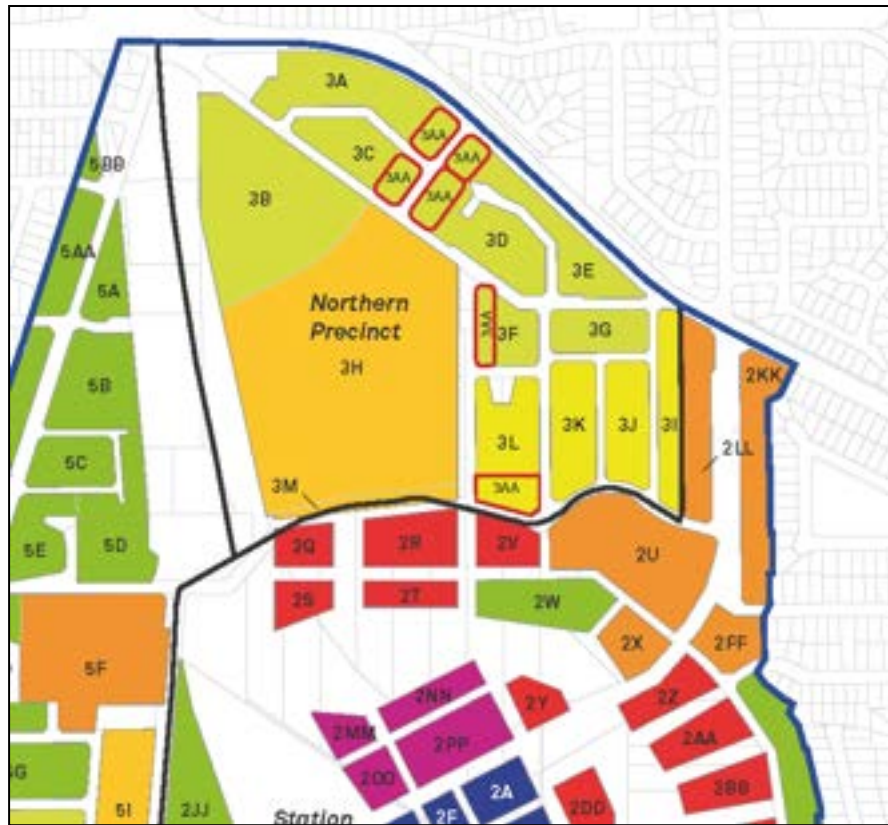 3A
3AA
3AA
5BB
3C
3AA
3AA
3B
3D
5AA
3E
5A
Northern
Precinct
3AA
3F
3G
3H
2KK
5B
3K
3J
3I
3L
2LL
5C
3M
3AA
5E
5D
2Q
2R
2V
2U
2S
2T
2W
2X
2FF
5F
2NN
2Y
2Z
2MM
2PP
2AA
2OO
2A
2BB
5I
2JJ
2F
2DD
Station